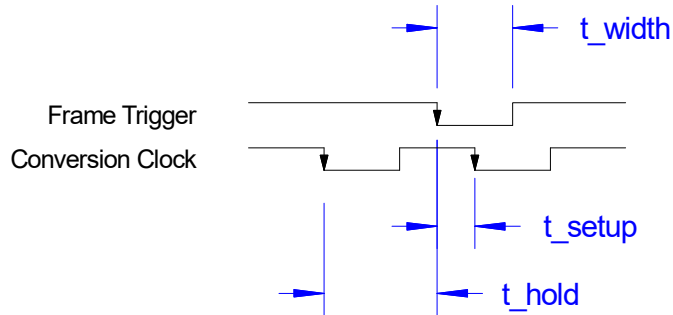 t_width
Frame Trigger
Conversion Clock
t_setup
t_hold